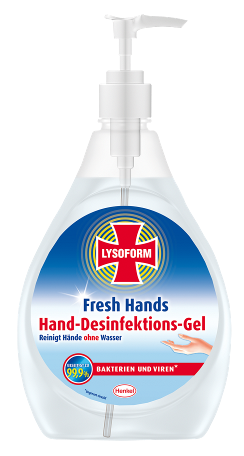 LYSOFORM
Fresh Hands
Hand-Desinfektions-Gel
Reinigt Hände ohne Wasser
99,9%
BAKTERIEN UND VIREN*
Henkel